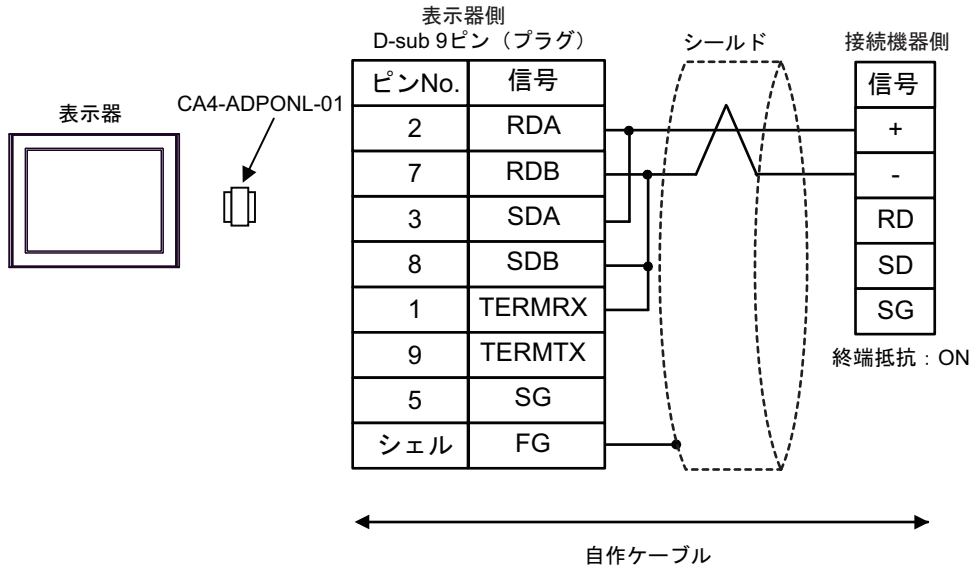 表示器側
D-sub 9ピン（プラグ）
シールド
接続機器側
表示器
CA4-ADPONL-01
ピンNo. 信号
2 RDA
7 RDB
3 SDA
8 SDB
1 TERMRX
9 TERMTX
5 SG
シェル FG
信号
+
-
RD
SD
SG
終端抵抗：ON
自作ケーブル